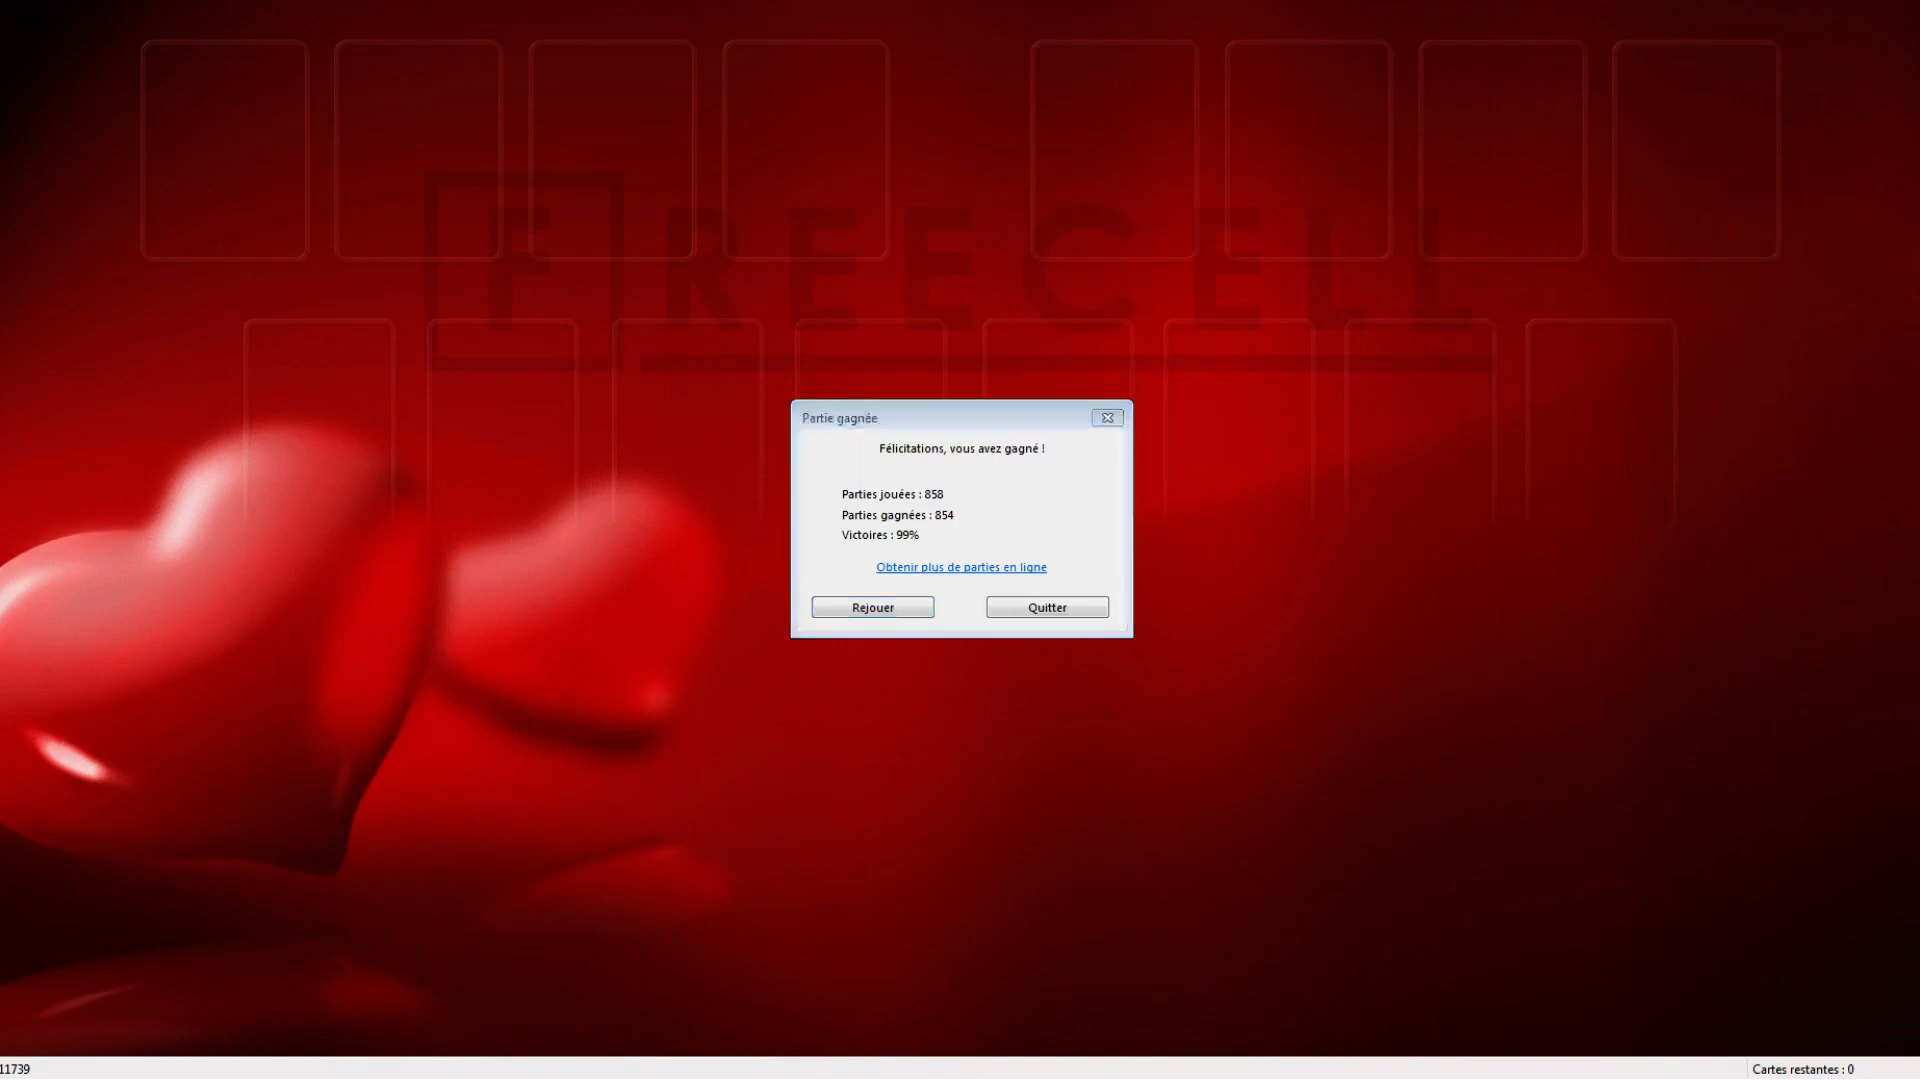 FREECELL
Partie gagnée
Félicitations, vous avez gagné !
Parties jouées : 858
Parties gagnées : 854
Victoires : 99%
Obtenir plus de parties en ligne
Rejouer Quitter
11739 Cartes restantes : 0